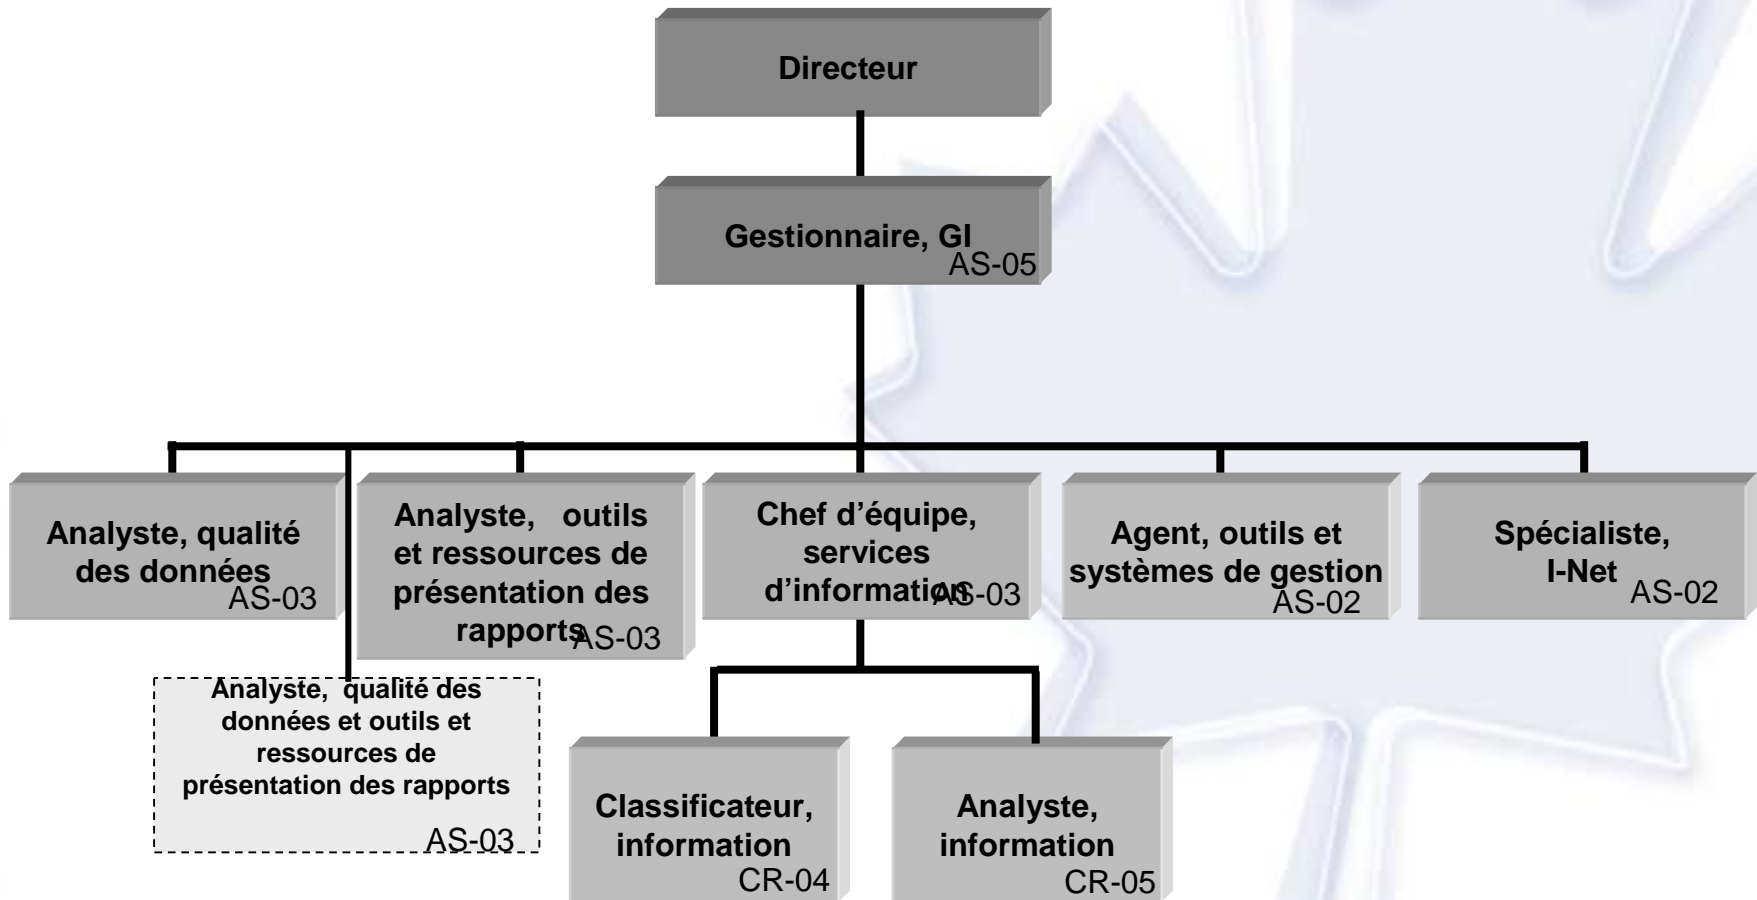 Directeur
Gestionnaire, GI
AS-05
Analyste, qualité
des données
AS-03
Analyste, outils
et ressources de
présentation des
rapports
AS-03
Chef d’équipe,
services
d’information
AS-03
Agent, outils et
systèmes de gestion
AS-02
Spécialiste,
I-Net
AS-02
Analyste, qualité des
données et outils et
ressources de
présentation des rapports
AS-03
Classificateur,
information
CR-04
Analyste,
information
CR-05